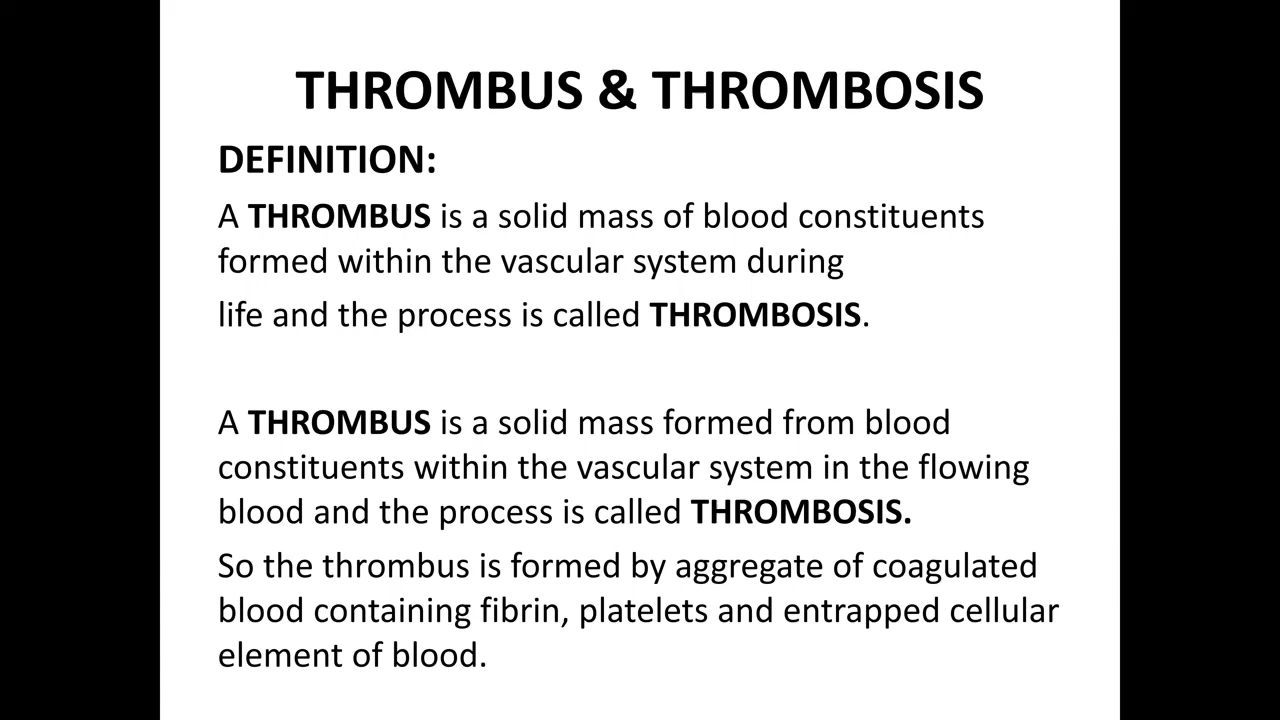 THROMBUS & THROMBOSIS
DEFINITION:
A THROMBUS is a solid mass of blood constituents
formed within the vascular system during
life and the process is called THROMBOSIS.
A THROMBUS is a solid mass formed from blood
constituents within the vascular system in the flowing
blood and the process is called THROMBOSIS.
So the thrombus is formed by aggregate of coagulated
blood containing fibrin, platelets and entrapped cellular
element of blood.